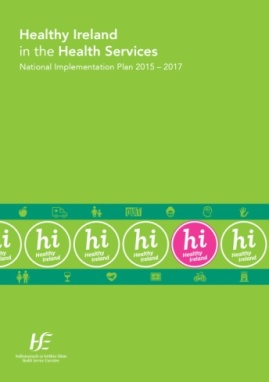 Healthy Ireland
in the Health Services
National Implementation Plan 2015 – 2017
hi
Healthy
Ireland
hi
Healthy
Ireland
hi
Healthy
Ireland
hi
Healthy
Ireland
hi
Healthy
Ireland
hi
Healthy
Ireland
Feidhmeannacht na Seirbhíse Sláinte
Health Service Executive